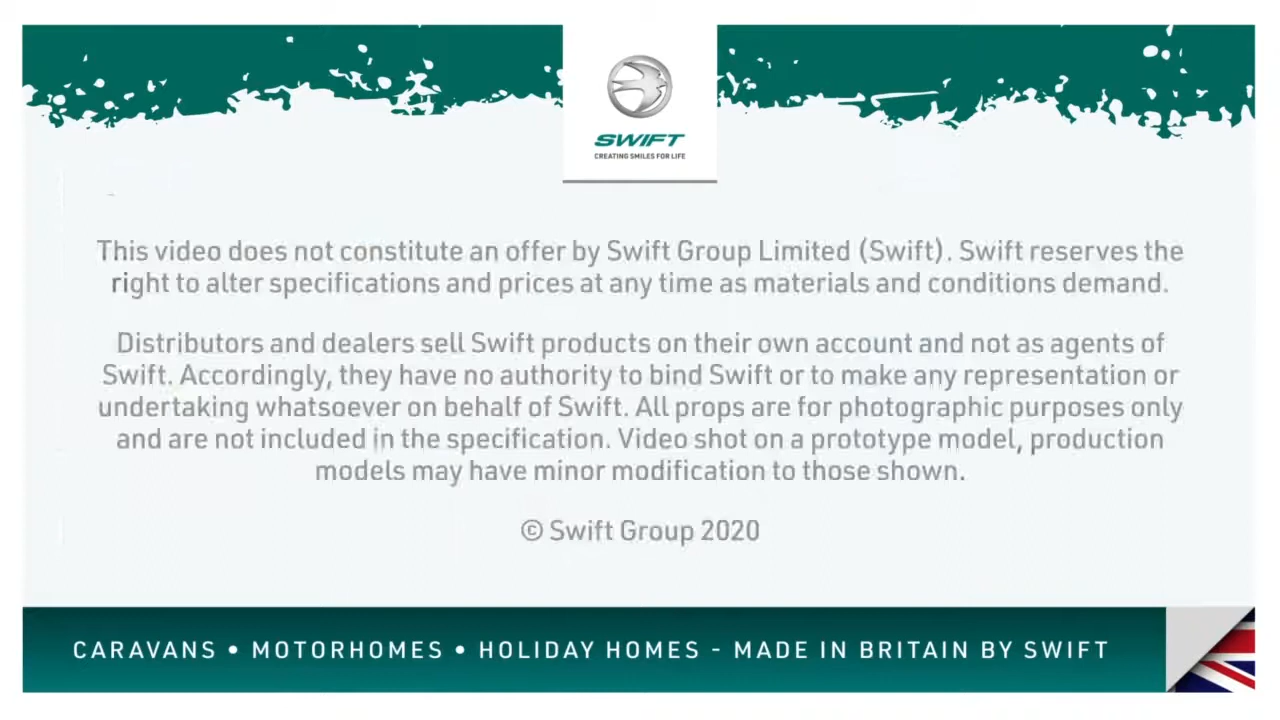 SWIFT
CREATING SMILES FOR LIFE
This video does not constitute an offer by Swift Group Limited (Swift). Swift reserves the
right to alter specifications and prices at any time as materials and conditions demand.
Distributors and dealers sell Swift products on their own account and not as agents of
Swift. Accordingly, they have no authority to bind Swift or to make any representation or
undertaking whatsoever on behalf of Swift. All props are for photographic purposes only
and are not included in the specification. Video shot on a prototype model, production
models may have minor modification to those shown.
© Swift Group 2020
CARAVANS • MOTORHOMES • HOLIDAY HOMES - MADE IN BRITAIN BY SWIFT